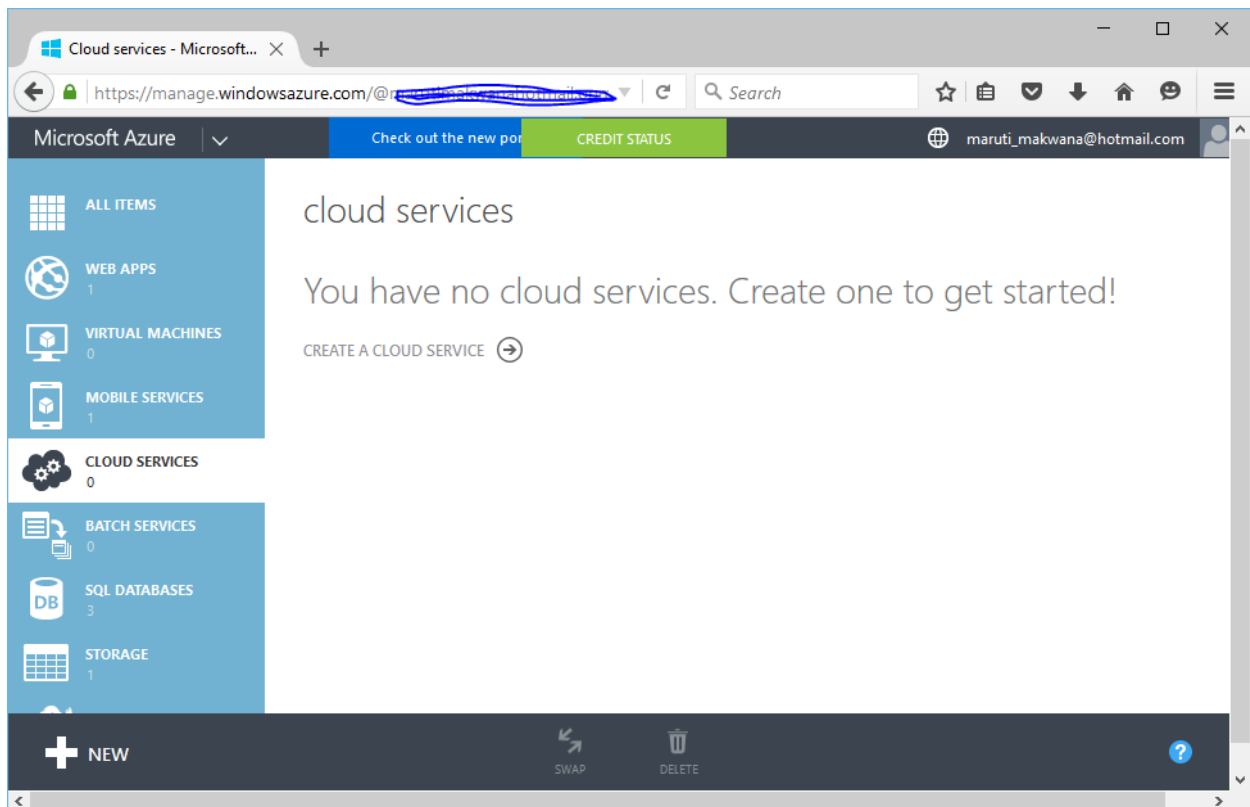 Cloud services - Microsoft...
https://manage.windowsazure.com/@
Search
Microsoft Azure
Check out the new por
CREDIT STATUS
maruti_makwana@hotmail.com
ALL ITEMS
WEB APPS
1
VIRTUAL MACHINES
0
MOBILE SERVICES
1
CLOUD SERVICES
0
BATCH SERVICES
0
DB
SQL DATABASES
3
STORAGE
1
cloud services
You have no cloud services. Create one to get started!
CREATE A CLOUD SERVICE
NEW
SWAP
DELETE
?